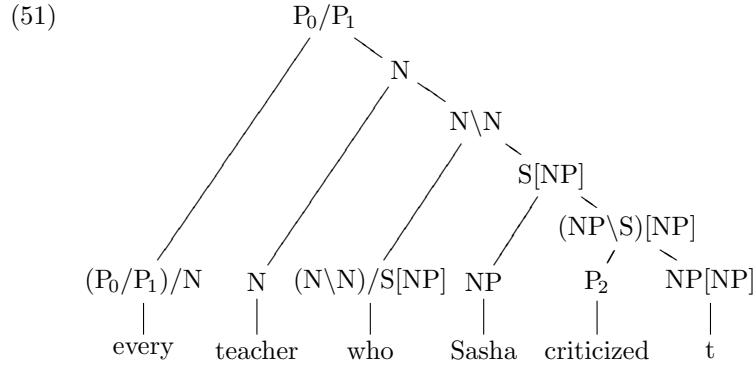 (51) P₀/P₁
N
N\N
S[NP]
(NP\S)[NP]
(P₀/P₁)/N N (N\N)/S[NP] NP P₂ NP[NP]
every teacher who Sasha criticized t